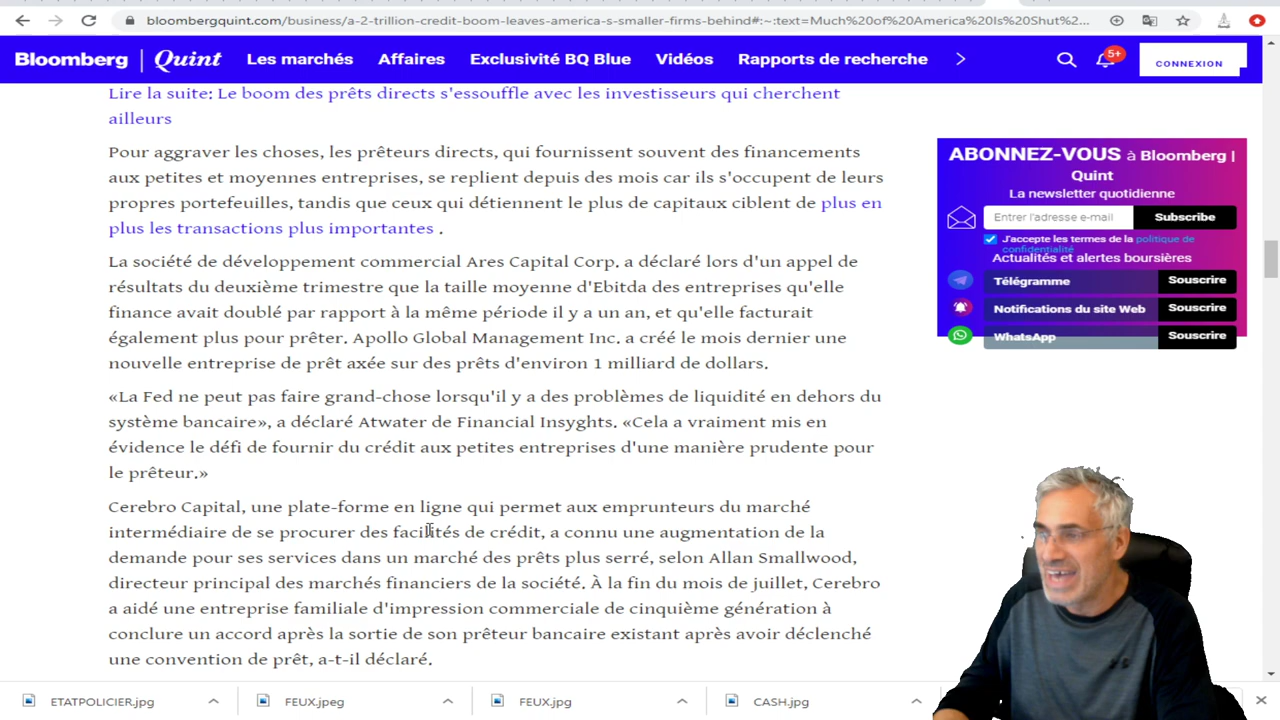 bloombergquint.com/business/a-2-trillion-credit-boom-leaves-america-s-smaller-firms-behind#:~:text=Much%20of%20America%20Is%20Shut%2...
Bloomberg | Quint
Les marchés
Affaires
Exclusivité BQ Blue
Vidéos
Rapports de recherche
5+
CONNEXION
Lire la suite: Le boom des prêts directs s'essouffle avec les investisseurs qui cherchent
ailleurs
Pour aggraver les choses, les prêteurs directs, qui fournissent souvent des financements
aux petites et moyennes entreprises, se replient depuis des mois car ils s'occupent de leurs
propres portefeuilles, tandis que ceux qui détiennent le plus de capitaux ciblent de plus en
plus les transactions plus importantes .
La société de développement commercial Ares Capital Corp. a déclaré lors d'un appel de
résultats du deuxième trimestre que la taille moyenne d'Ebitda des entreprises qu'elle
finance avait doublé par rapport à la même période il y a un an, et qu'elle facturait
également plus pour prêter. Apollo Global Management Inc. a créé le mois dernier une
nouvelle entreprise de prêt axée sur des prêts d'environ 1 milliard de dollars.
«La Fed ne peut pas faire grand-chose lorsqu'il y a des problèmes de liquidité en dehors du
système bancaire», a déclaré Atwater de Financial Insyghts. «Cela a vraiment mis en
évidence le défi de fournir du crédit aux petites entreprises d'une manière prudente pour
le prêteur.»
Cerebro Capital, une plate-forme en ligne qui permet aux emprunteurs du marché
intermédiaire de se procurer des facilités de crédit, a connu une augmentation de la
demande pour ses services dans un marché des prêts plus serré, selon Allan Smallwood,
directeur principal des marchés financiers de la société. À la fin du mois de juillet, Cerebro
a aidé une entreprise familiale d'impression commerciale de cinquième génération à
conclure un accord après la sortie de son prêteur bancaire existant après avoir déclenché
une convention de prêt, a-t-il déclaré.
ABONNEZ-VOUS à Bloomberg |
Quint
La newsletter quotidienne
Entrer l'adresse e-mail
Subscribe
J'accepte les termes de la politique de
confidentialité
Actualités et alertes boursières
Télégramme
Souscrire
Notifications du site Web
Souscrire
WhatsApp
Souscrire
ETATPOLICIER.jpg
FEUX.jpeg
FEUX.jpg
CASH.jpg